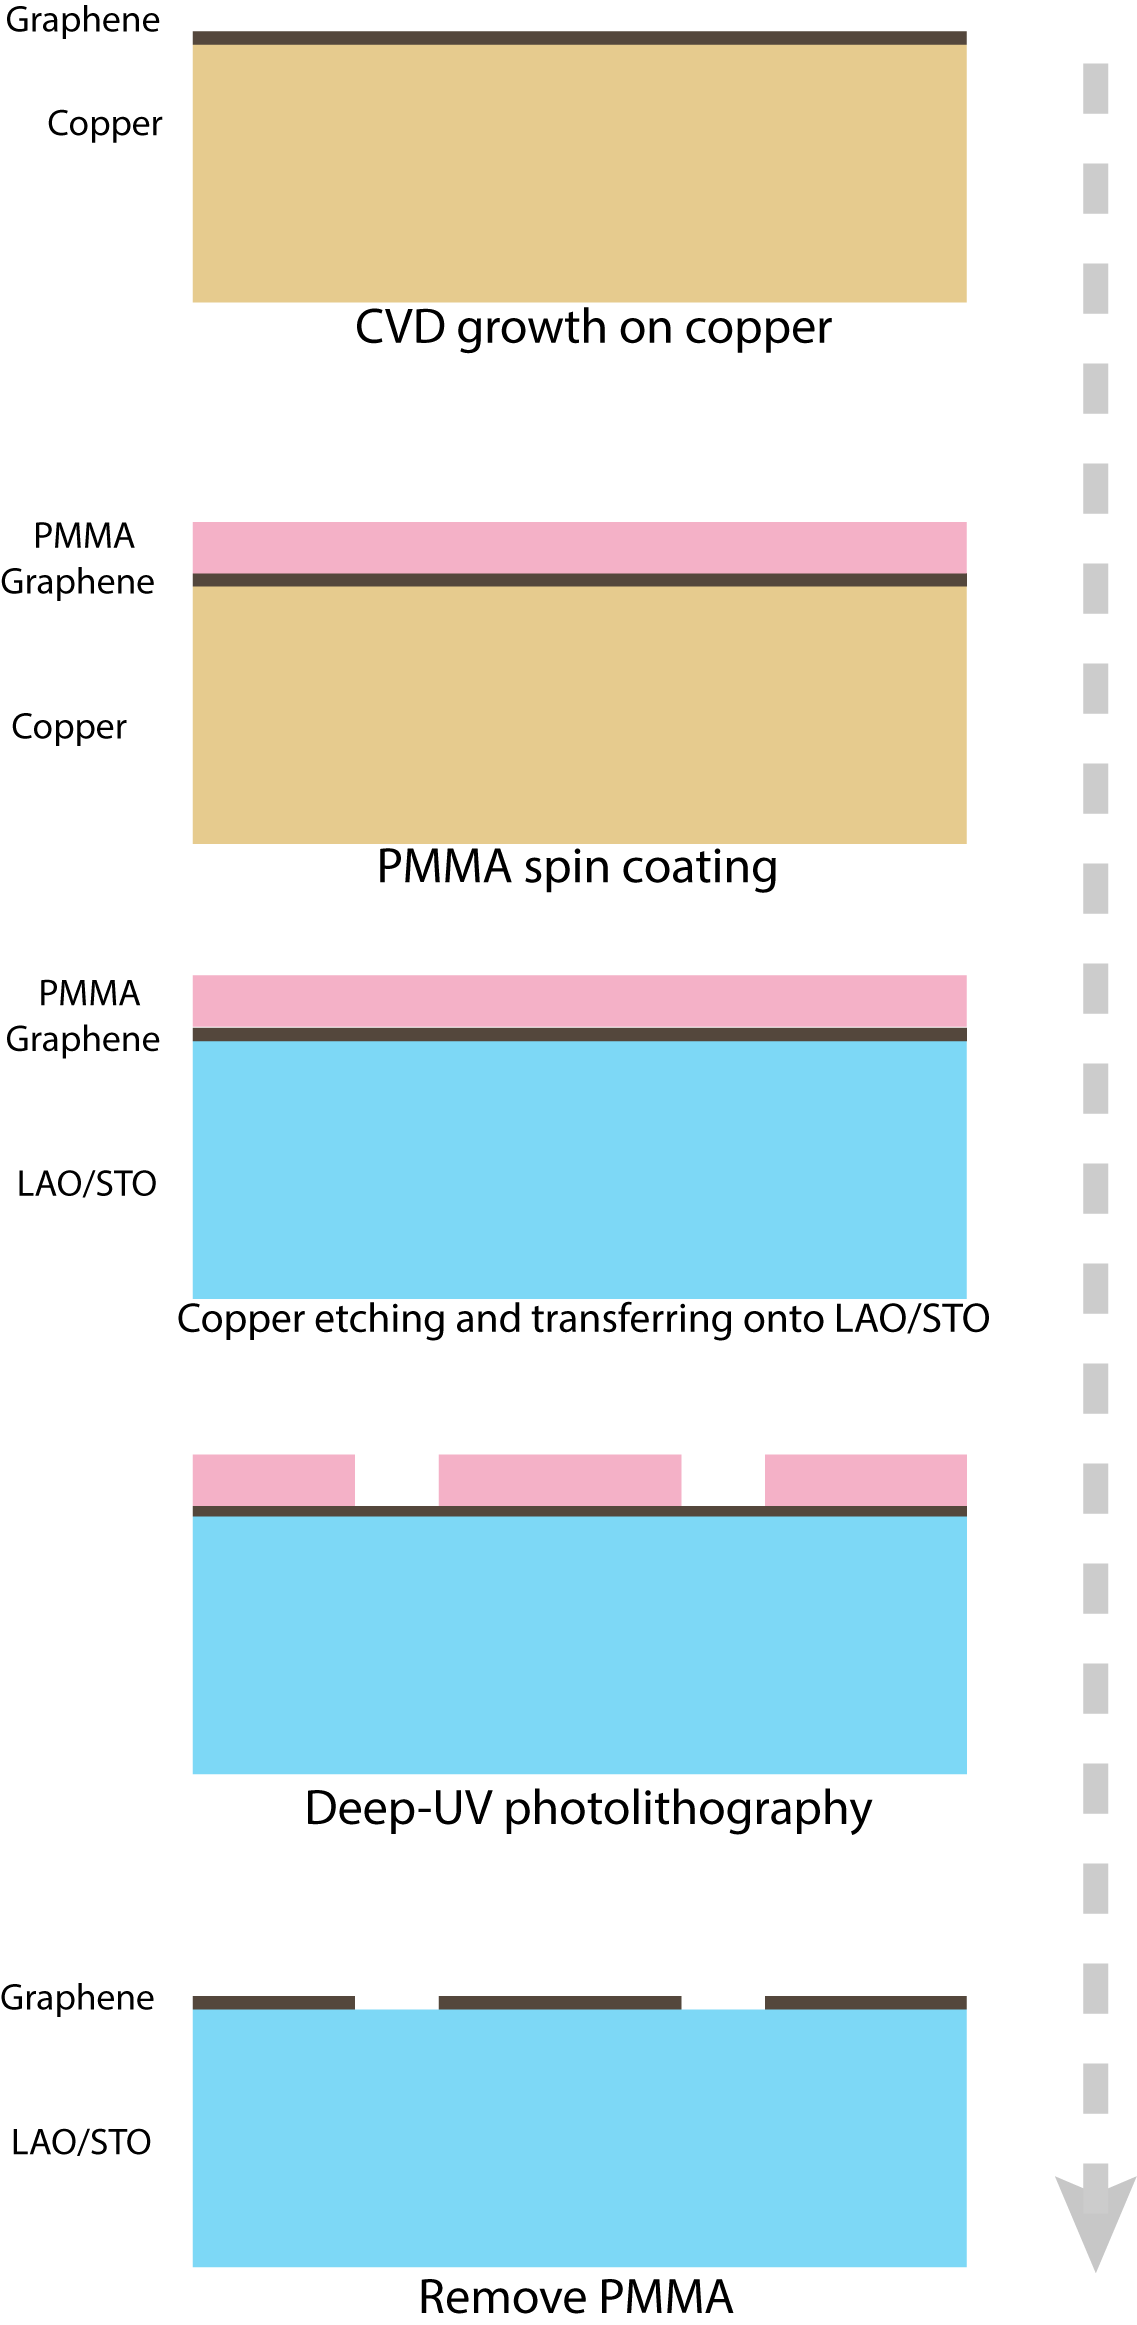 Graphene
Copper
CVD growth on copper
PMMA
Graphene
Copper
PMMA spin coating
PMMA
Graphene
LAO/STO
Copper etching and transferring onto LAO/STO
Deep-UV photolithography
Graphene
LAO/STO
Remove PMMA